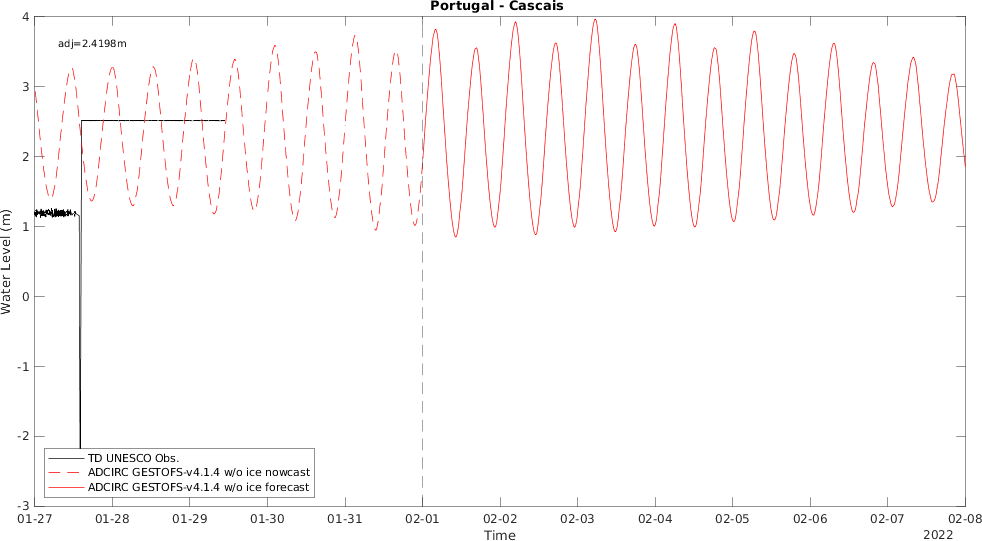 Portugal - Cascais
adj=2.4198m
Water Level (m)
4
3
2
1
0
-1
-2
-3
TD UNESCO Obs.
ADCIRC GESTOFS-v4.1.4 w/o ice nowcast
ADCIRC GESTOFS-v4.1.4 w/o ice forecast
01-27 01-28 01-29 01-30 01-31 02-01 02-02 02-03 02-04 02-05 02-06 02-07 02-08
Time
2022